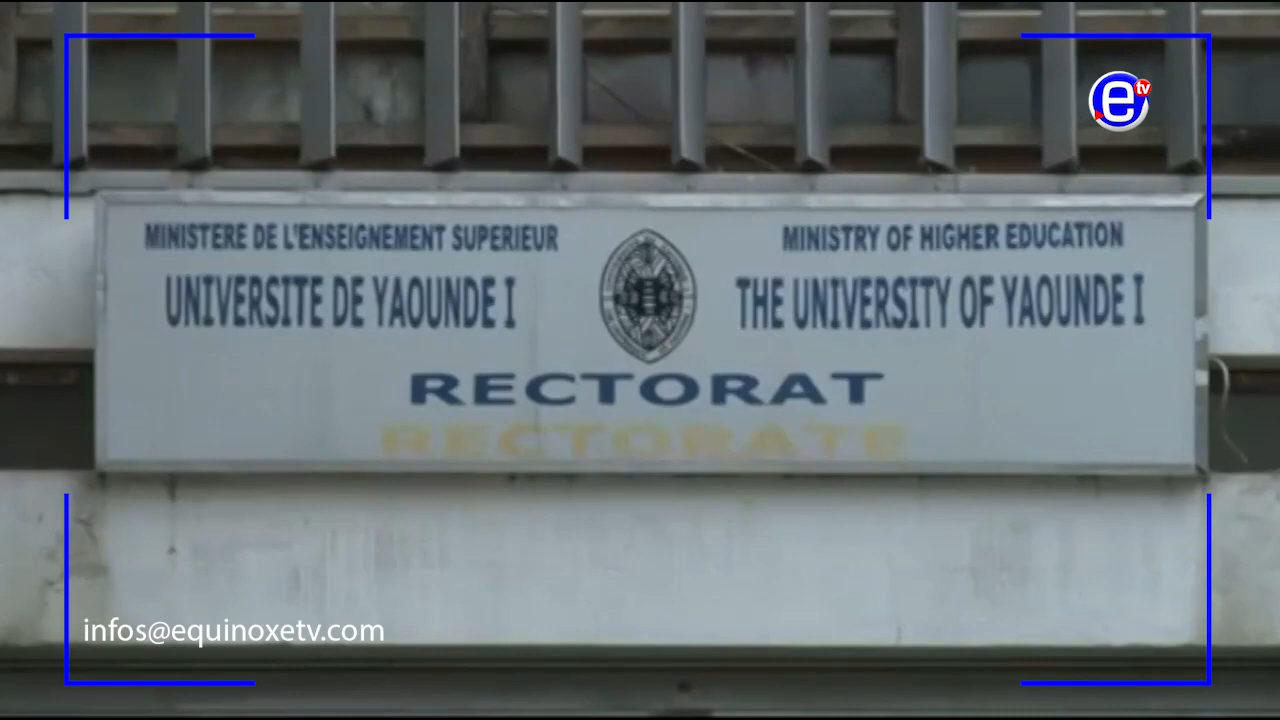 e tv
MINISTERE DE L'ENSEIGNEMENT SUPERIEUR
UNIVERSITE DE YAOUNDE I
MINISTRY OF HIGHER EDUCATION
THE UNIVERSITY OF YAOUNDE I
RECTORAT
RECTORATE
infos@equinoxetv.com